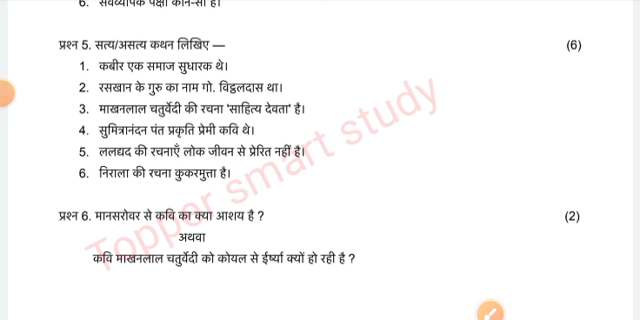 6. सर्वव्यापक पक्षी कौन-सा है।
प्रश्न 5. सत्य/असत्य कथन लिखिए — (6)
1. कबीर एक समाज सुधारक थे।
2. रसखान के गुरु का नाम गो. विट्ठलदास था।
3. माखनलाल चतुर्वेदी की रचना 'साहित्य देवता' है।
4. सुमित्रानंदन पंत प्रकृति प्रेमी कवि थे।
5. ललद्यद की रचनाएँ लोक जीवन से प्रेरित नहीं है।
6. निराला की रचना कुकरमुत्ता है।
प्रश्न 6. मानसरोवर से कवि का क्या आशय है ? (2)
अथवा
कवि माखनलाल चतुर्वेदी को कोयल से ईर्ष्या क्यों हो रही है ?
Topper smart study